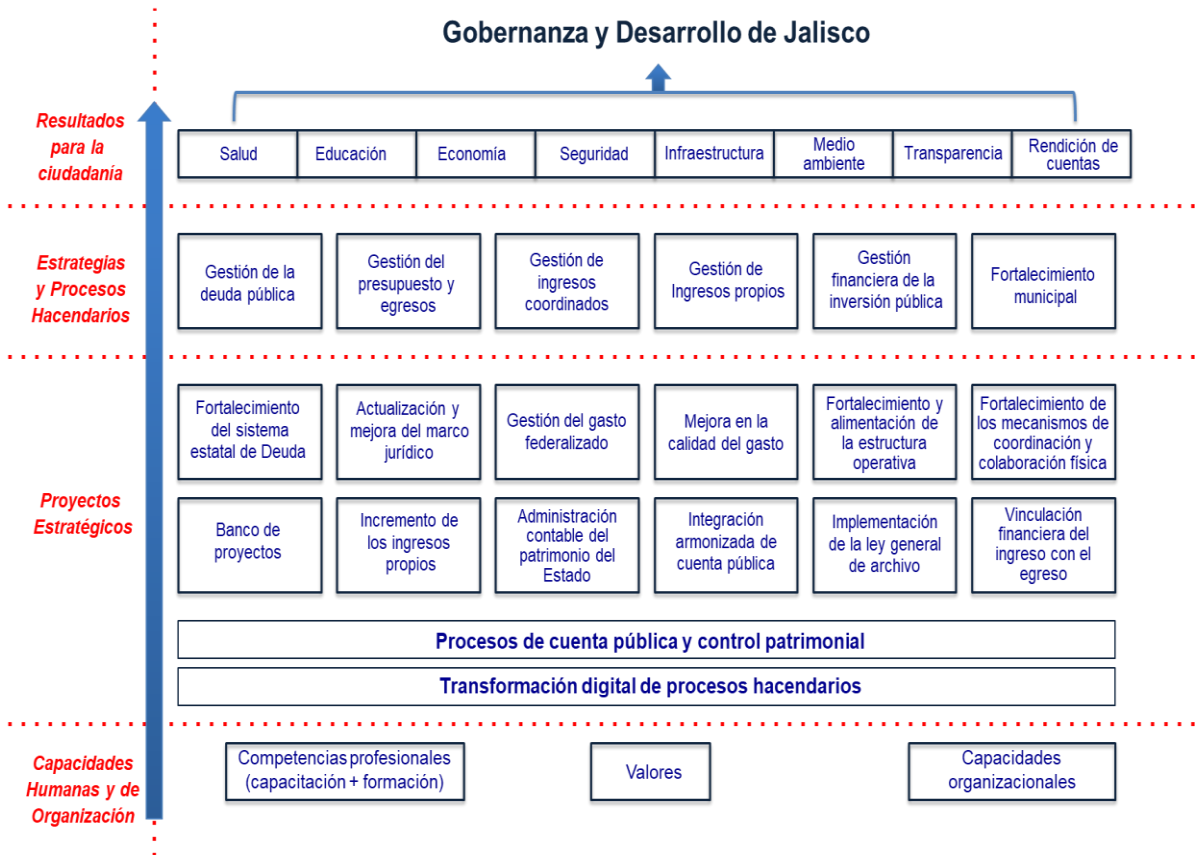 Gobernanza y Desarrollo de Jalisco
Resultados
para la
ciudadanía
Salud
Educación
Economía
Seguridad
Infraestructura
Medio
ambiente
Transparencia
Rendición de
cuentas
Estrategias
y Procesos
Hacendarios
Gestión de la
deuda pública
Gestión del
presupuesto y
egresos
Gestión de
ingresos
coordinados
Gestión de
Ingresos propios
Gestión
financiera de la
inversión pública
Fortalecimiento
municipal
Proyectos
Estratégicos
Fortalecimiento
del sistema
estatal de Deuda
Actualización y
mejora del marco
jurídico
Gestión del gasto
federalizado
Mejora en la
calidad del gasto
Fortalecimiento y
alimentación de
la estructura
operativa
Fortalecimiento de
los mecanismos de
coordinación y
colaboración física
Banco de
proyectos
Incremento de
los ingresos
propios
Administración
contable del
patrimonio del
Estado
Integración
armonizada de
cuenta pública
Implementación
de la ley general
de archivo
Vinculación
financiera del
ingreso con el
egreso
Procesos de cuenta pública y control patrimonial
Transformación digital de procesos hacendarios
Capacidades
Humanas y de
Organización
Competencias profesionales
(capacitación + formación)
Valores
Capacidades
organizacionales